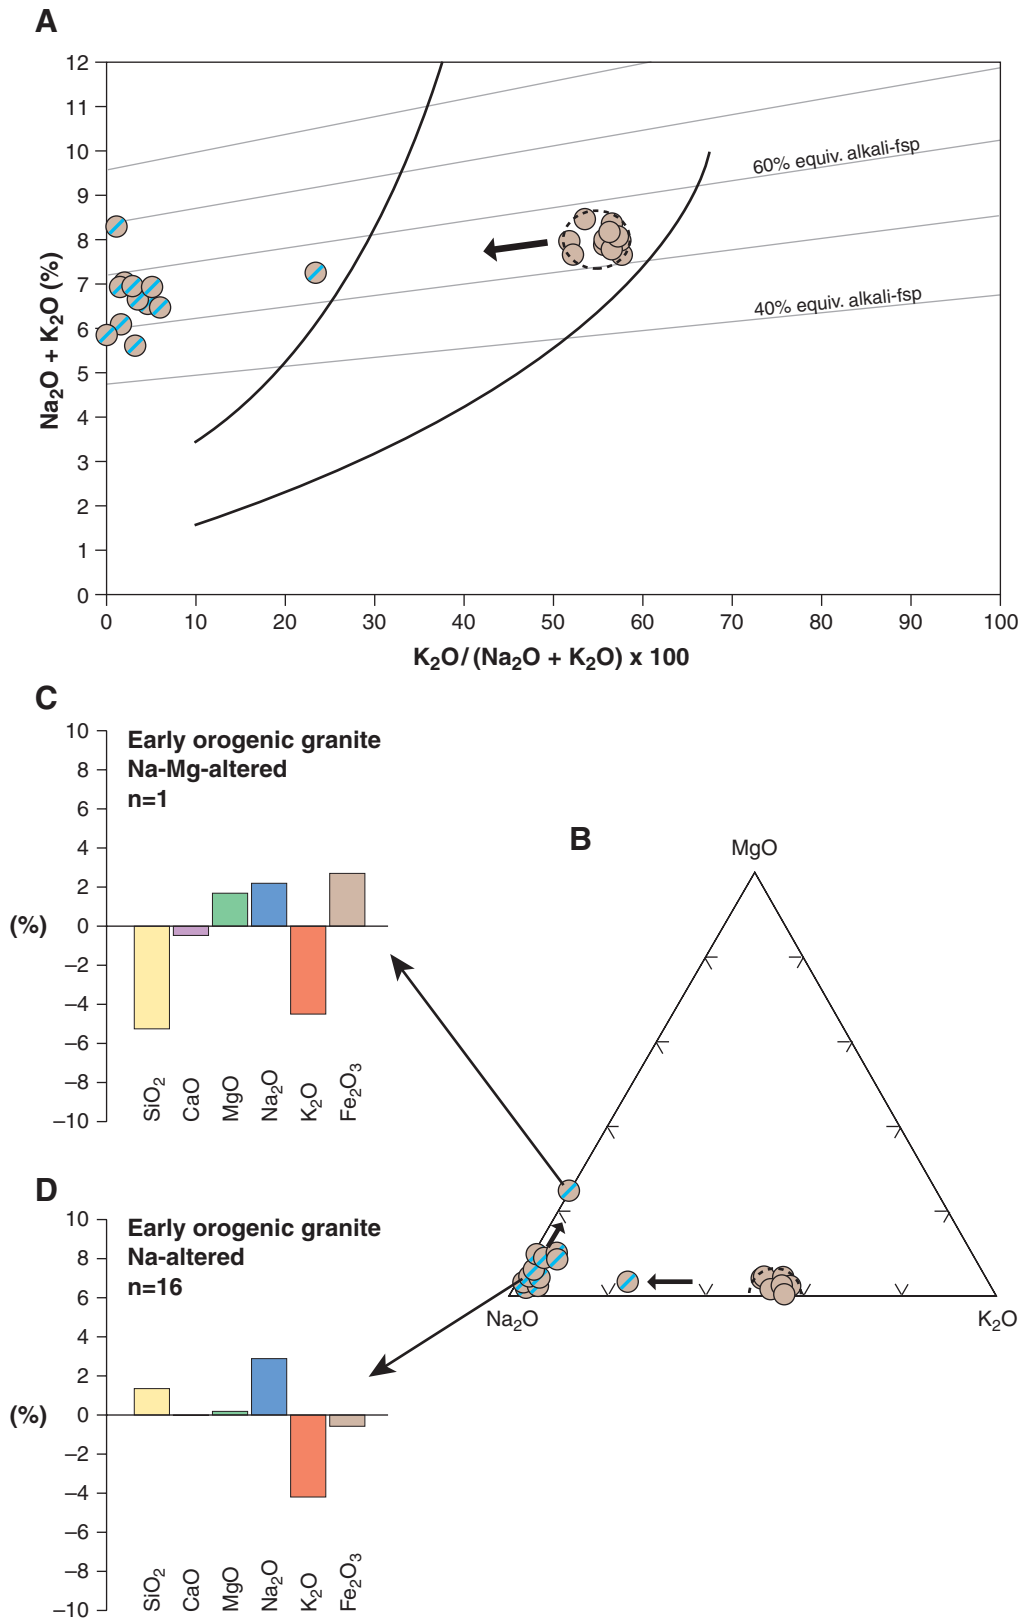 A
12
11
10
9
8
7
6
5
4
3
2
1
0
Na₂O + K₂O (%)
60% equiv. alkali-fsp
40% equiv. alkali-fsp
0 10 20 30 40 50 60 70 80 90 100
K₂O/(Na₂O + K₂O) x 100
C
Early orogenic granite
Na-Mg-altered
n=1
10
8
6
4
2
0
–2
–4
–6
–8
–10
(%)
SiO₂
CaO
MgO
Na₂O
K₂O
Fe₂O₃
B
MgO
Na₂O
K₂O
D
Early orogenic granite
Na-altered
n=16
10
8
6
4
2
0
–2
–4
–6
–8
–10
(%)
SiO₂
CaO
MgO
Na₂O
K₂O
Fe₂O₃